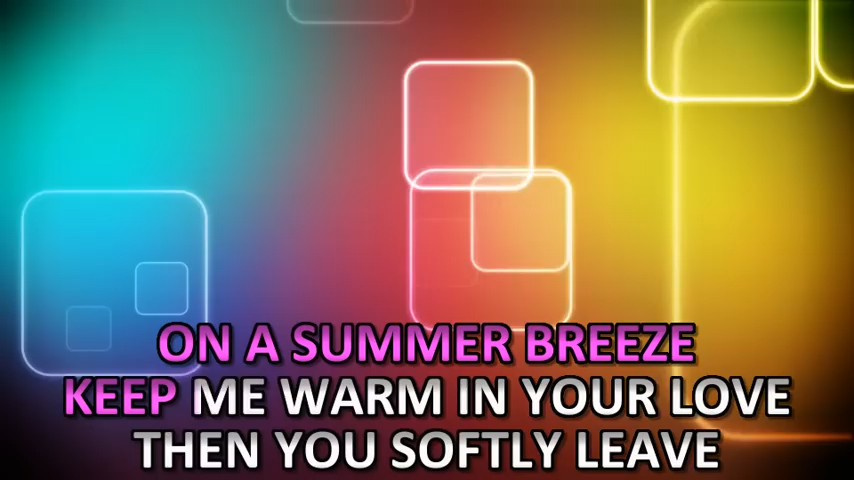 ON A SUMMER BREEZE
KEEP ME WARM IN YOUR LOVE
THEN YOU SOFTLY LEAVE